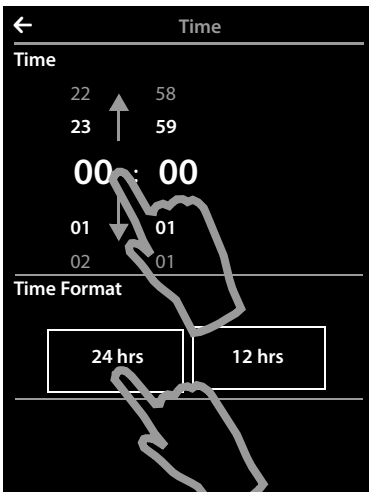 Time
Time
22 58
23 59
00 : 00
01 01
02 01
Time Format
24 hrs 12 hrs